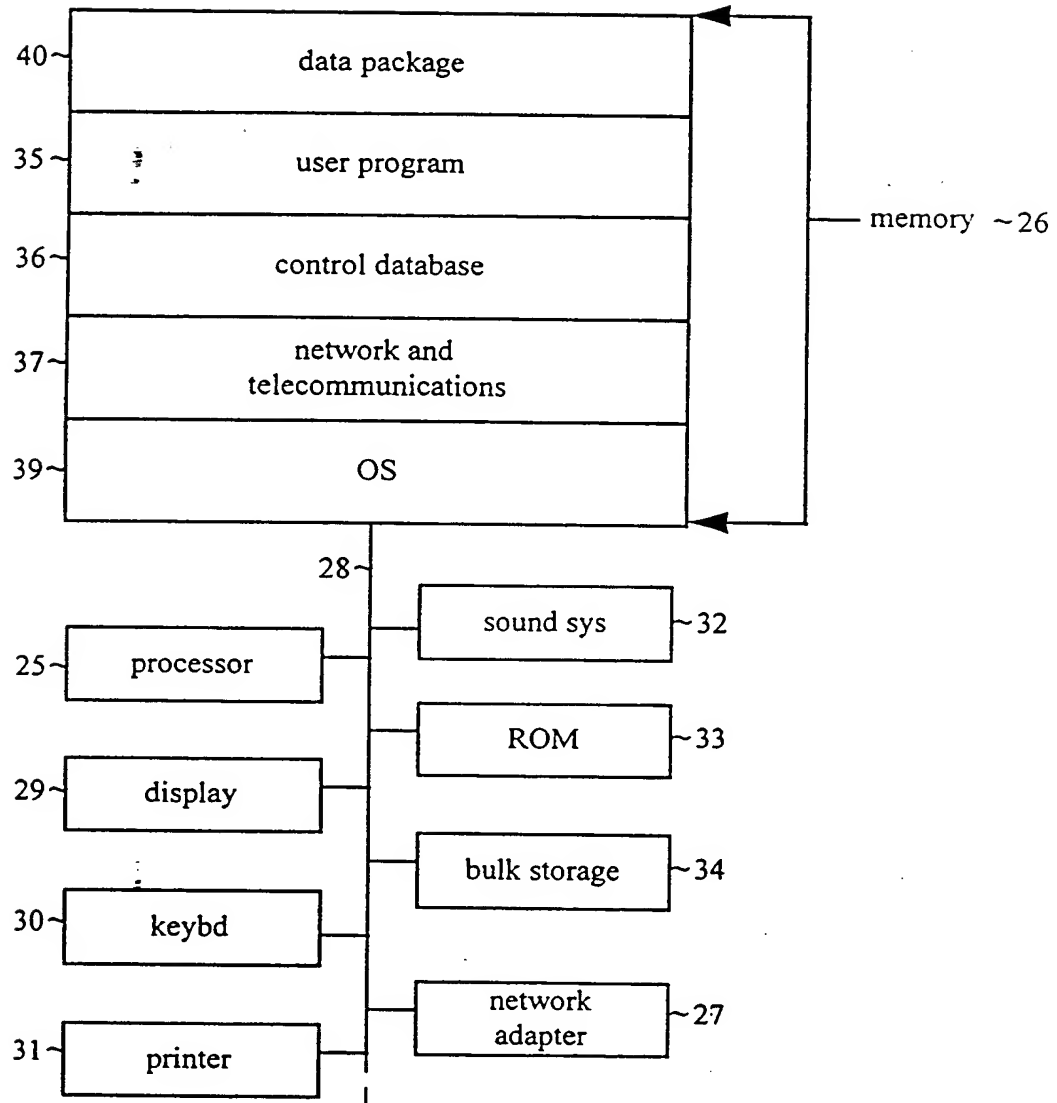 40~ data package
35~ user program
memory ~26
36~ control database
37~ network and
telecommunications
39~ OS
28~
sound sys ~32
25~ processor
ROM ~33
29~ display
bulk storage ~34
30~ keybd
network
adapter ~27
31~ printer